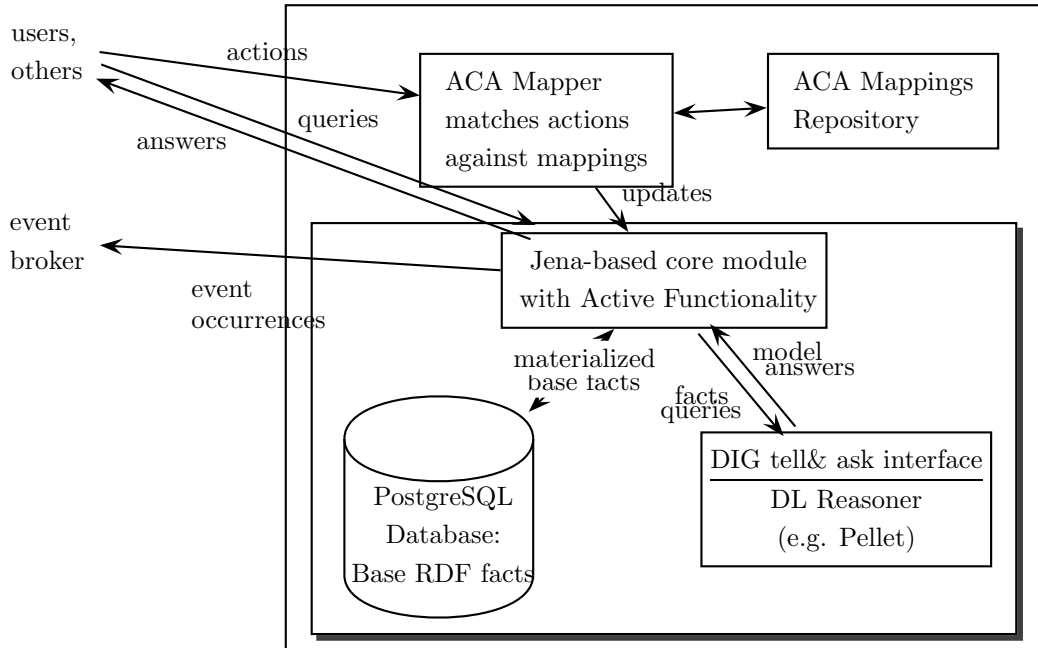 users,
others
actions
queries
answers
ACA Mapper
matches actions
against mappings
ACA Mappings
Repository
updates
event
broker
event
occurrences
Jena-based core module
with Active Functionality
materialized
base facts
model
answers
facts
queries
PostgreSQL
Database:
Base RDF facts
DIG tell& ask interface
DL Reasoner
(e.g. Pellet)